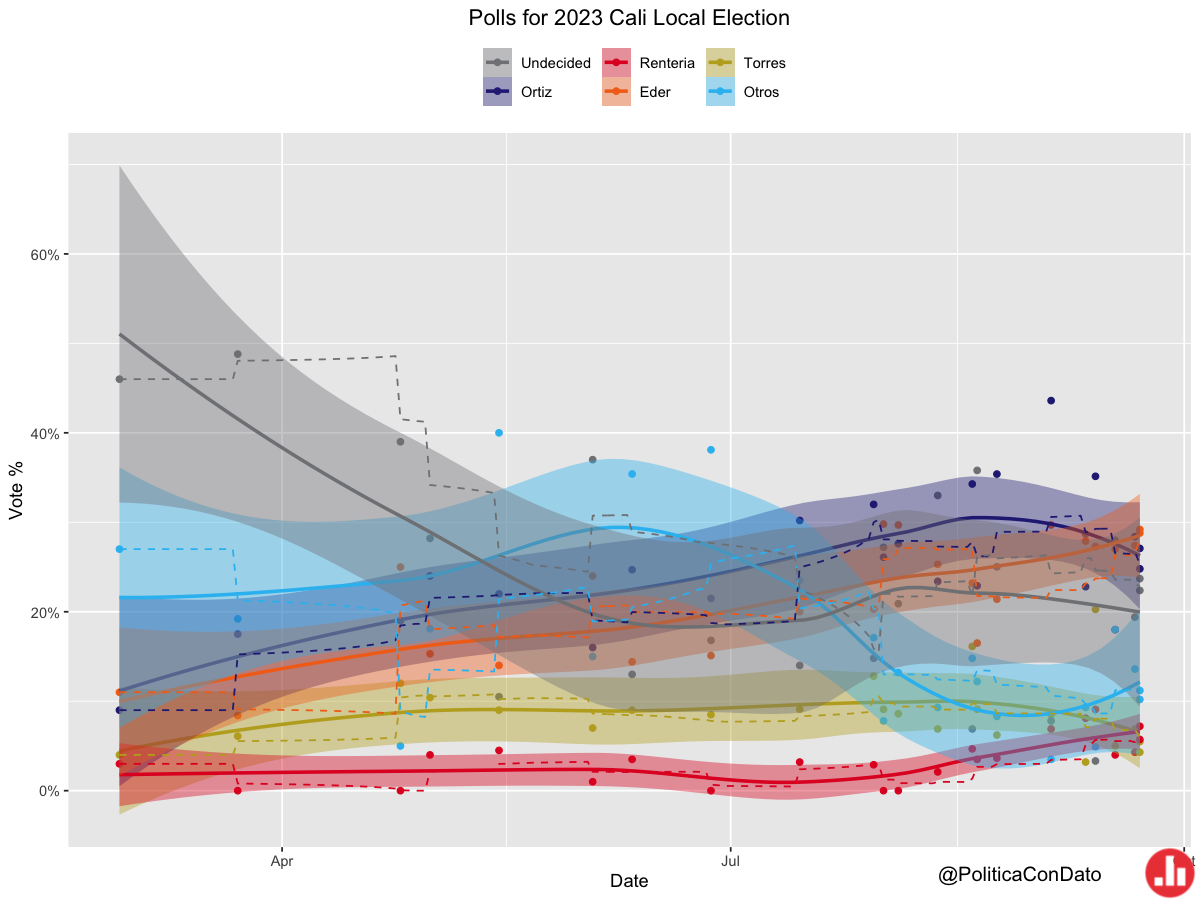 Polls for 2023 Cali Local Election
Undecided Renteria Torres
Ortiz Eder Otros
Vote %
60%
40%
20%
0%
Apr Jul
Date
@PoliticaConDato